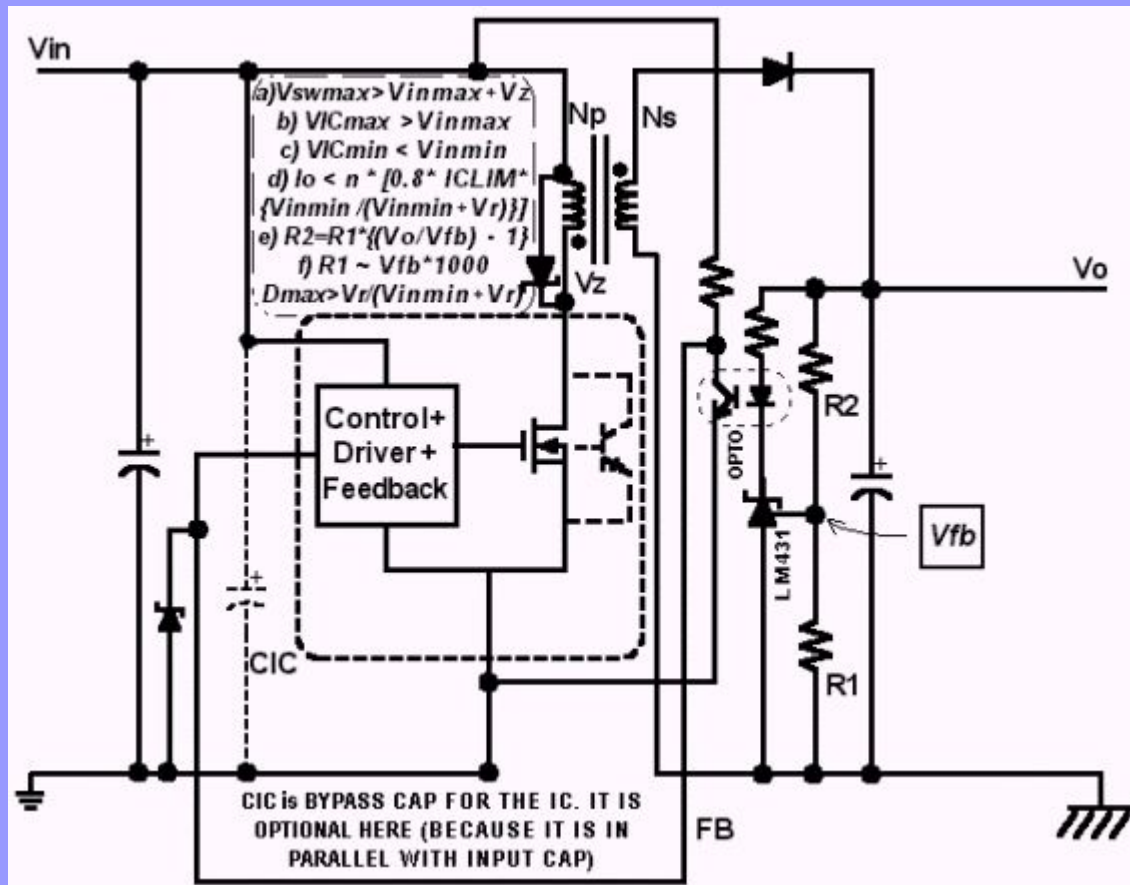 Vin
a)Vswmax>Vinmax+Vz
b) VICmax >Vinmax
c) VICmin < Vinmin
d) Io < n * [0.8* ICLIM*
{Vinmin /(Vinmin+Vr)}]
e) R2=R1*{(Vo/Vfb) - 1}
f) R1 ~ Vfb*1000
Dmax>Vr/(Vinmin+Vr)
Np
Ns
Vz
Vo
Control+
Driver+
Feedback
OPTO
R2
+
+
+
LM431
Vfb
CIC
R1
CIC is BYPASS CAP FOR THE IC. IT IS
OPTIONAL HERE (BECAUSE IT IS IN
PARALLEL WITH INPUT CAP)
FB